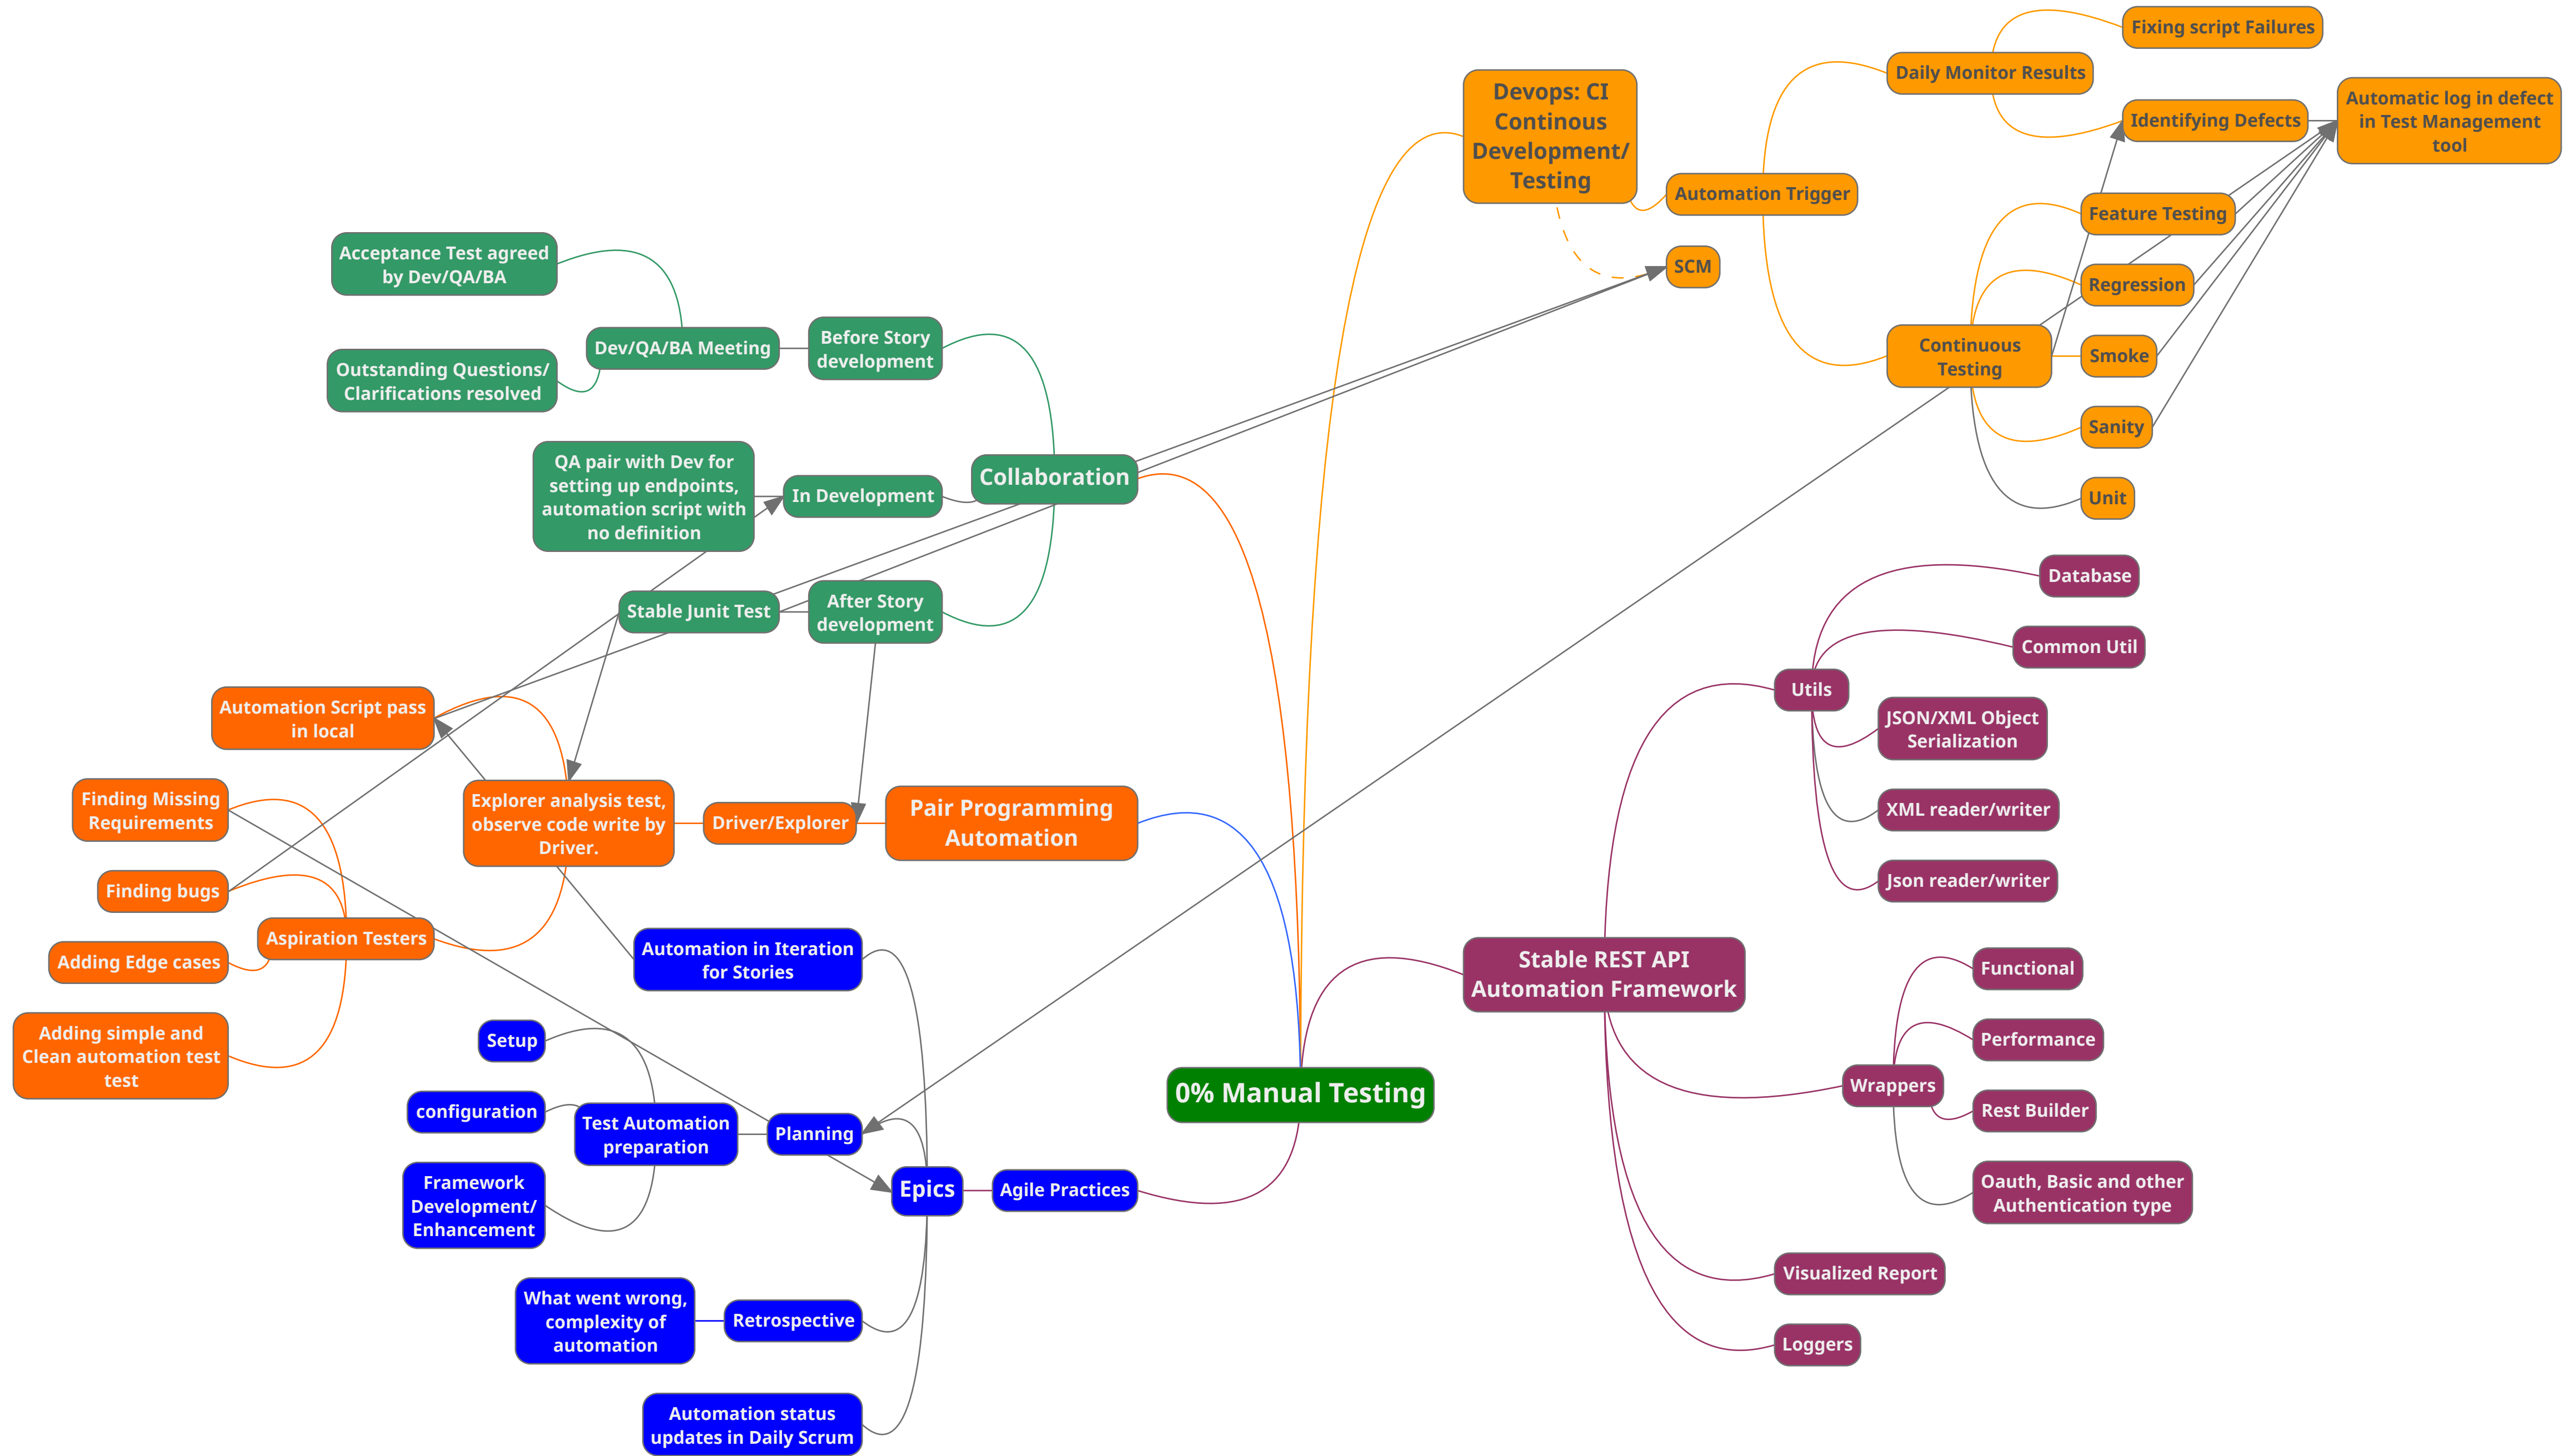 Fixing script Failures
Daily Monitor Results
Devops: CI
Continous
Development/
Testing
Automatic log in defect
in Test Management
tool
Identifying Defects
Automation Trigger
Feature Testing
SCM
Regression
Continuous
Testing
Smoke
Sanity
Unit
Acceptance Test agreed
by Dev/QA/BA
Dev/QA/BA Meeting
Before Story
development
Outstanding Questions/
Clarifications resolved
Collaboration
QA pair with Dev for
setting up endpoints,
automation script with
no definition
In Development
Stable Junit Test
After Story
development
Automation Script pass
in local
Finding Missing
Requirements
Explorer analysis test,
observe code write by
Driver.
Driver/Explorer
Pair Programming
Automation
Finding bugs
Aspiration Testers
Adding Edge cases
Adding simple and
Clean automation test
test
Automation in Iteration
for Stories
Setup
configuration
Test Automation
preparation
Planning
Framework
Development/
Enhancement
Epics
Agile Practices
What went wrong,
complexity of
automation
Retrospective
Automation status
updates in Daily Scrum
0% Manual Testing
Database
Common Util
Utils
JSON/XML Object
Serialization
XML reader/writer
Json reader/writer
Stable REST API
Automation Framework
Functional
Performance
Wrappers
Rest Builder
Oauth, Basic and other
Authentication type
Visualized Report
Loggers